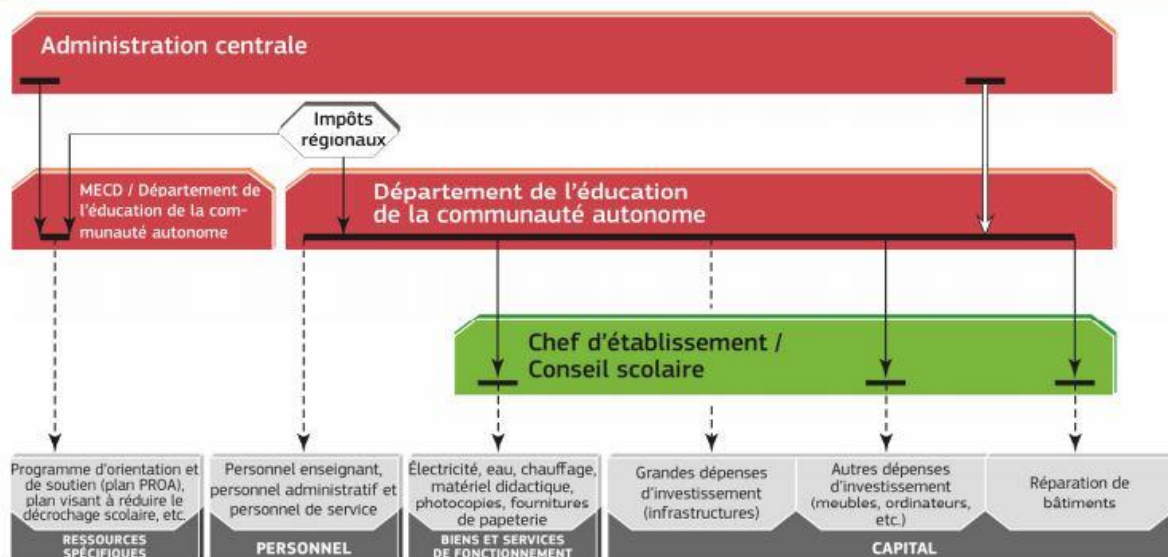 Administration centrale
Impôts
régionaux
MECD / Département de
l'éducation de la com-
munauté autonome
Département de l'éducation
de la communauté autonome
Chef d'établissement /
Conseil scolaire
Programme d'orientation et
de soutien (plan PROA),
plan visant à réduire le
décrochage scolaire, etc.
RESSOURCES
SPÉCIFIQUES
Personnel enseignant,
personnel administratif et
personnel de service
PERSONNEL
Électricité, eau, chauffage,
matériel didactique,
photocopies, fournitures
de papeterie
BIENS ET SERVICES
DE FONCTIONNEMENT
Grandes dépenses
d'investissement
(infrastructures)
Autres dépenses
d'investissement
(meubles, ordinateurs,
etc.)
Réparation de
bâtiments
CAPITAL